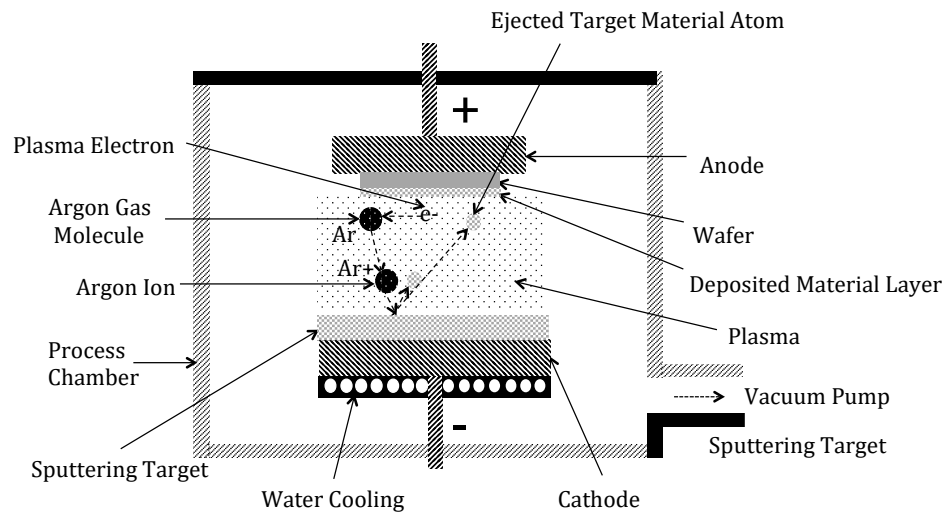 Ejected Target Material Atom
+
Plasma Electron
Anode
Argon Gas
Molecule
e-
Ar
Wafer
Ar+
Argon Ion
Deposited Material Layer
Plasma
Process
Chamber
Vacuum Pump
-
Sputtering Target
Sputtering Target
Water Cooling
Cathode